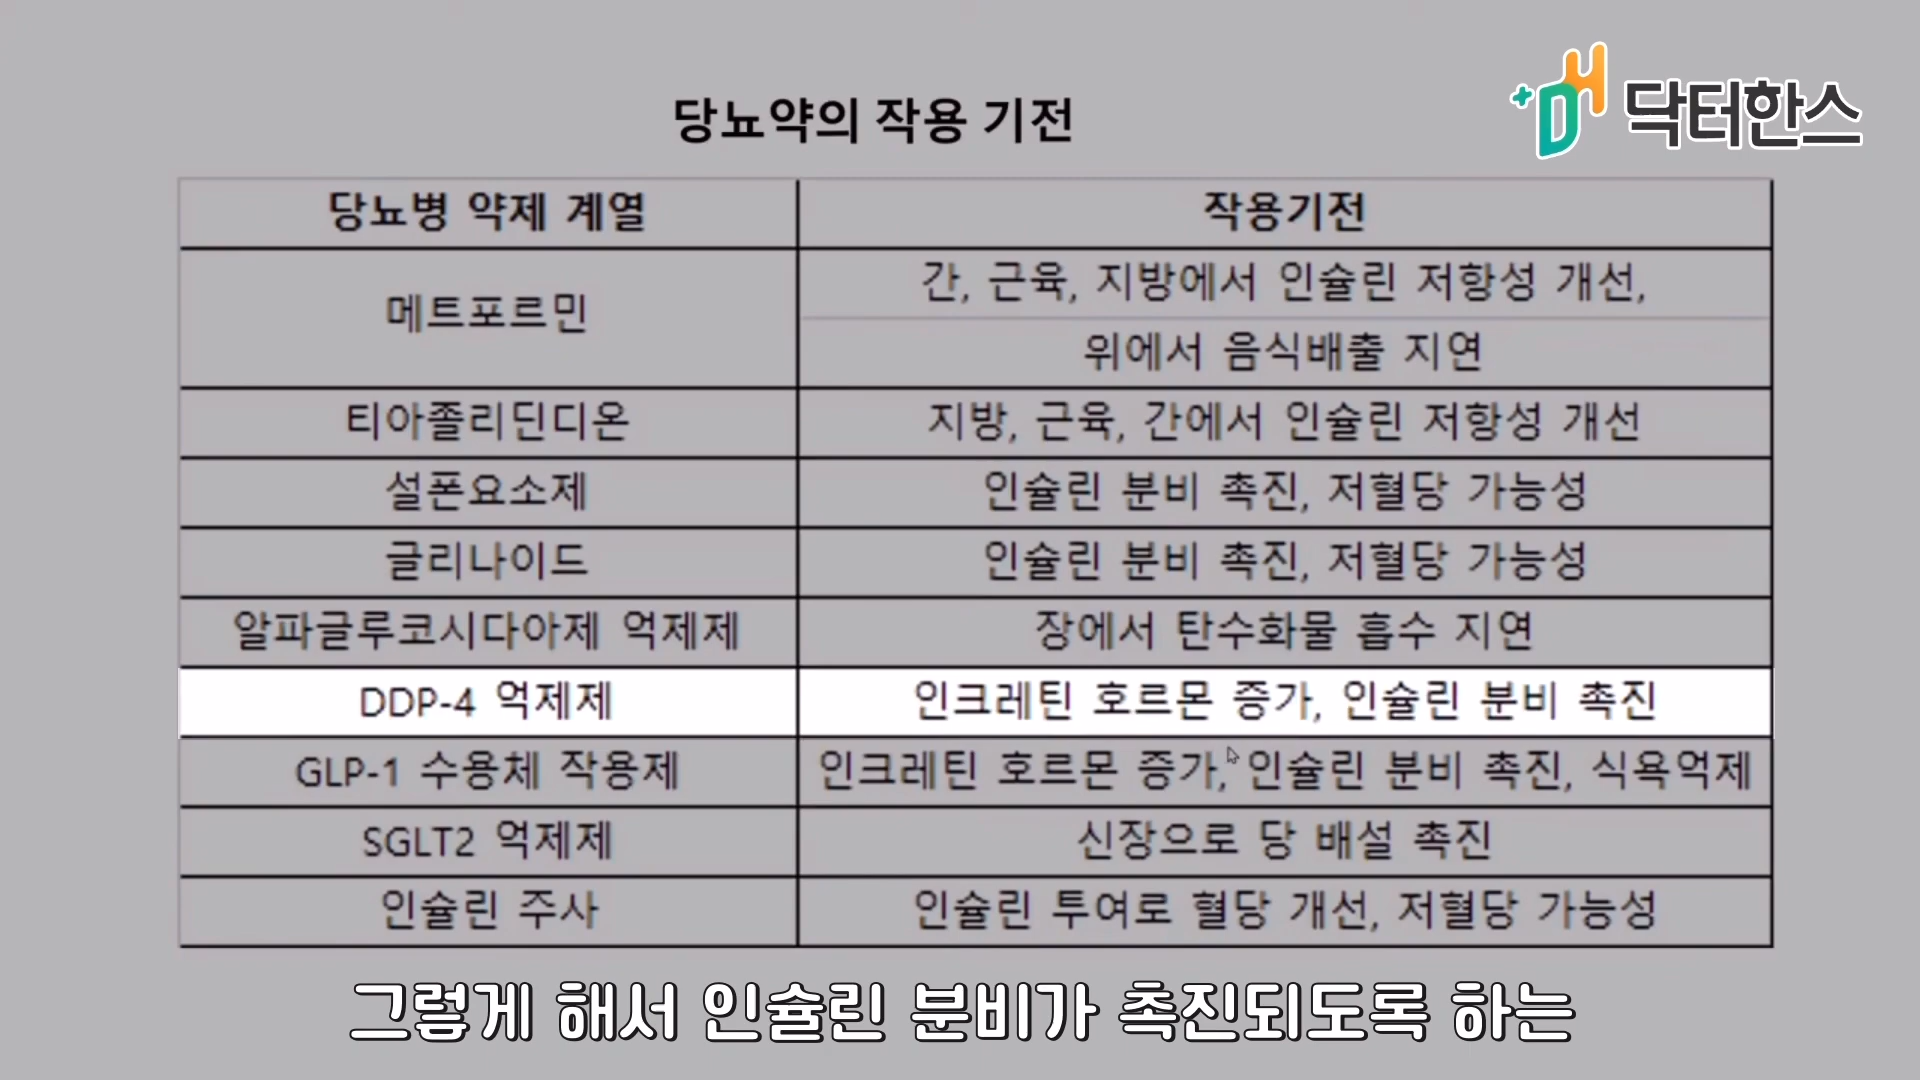 닥터한스
당뇨약의 작용 기전
당뇨병 약제 계열 작용기전
메트포르민 간, 근육, 지방에서 인슐린 저항성 개선,
위에서 음식배출 지연
티아졸리딘디온 지방, 근육, 간에서 인슐린 저항성 개선
설폰요소제 인슐린 분비 촉진, 저혈당 가능성
글리나이드 인슐린 분비 촉진, 저혈당 가능성
알파글루코시다아제 억제제 장에서 탄수화물 흡수 지연
DDP-4 억제제 인크레틴 호르몬 증가, 인슐린 분비 촉진
GLP-1 수용체 작용제 인크레틴 호르몬 증가, 인슐린 분비 촉진, 식욕억제
SGLT2 억제제 신장으로 당 배설 촉진
인슐린 주사 인슐린 투여로 혈당 개선, 저혈당 가능성
그렇게 해서 인슐린 분비가 촉진되도록 하는